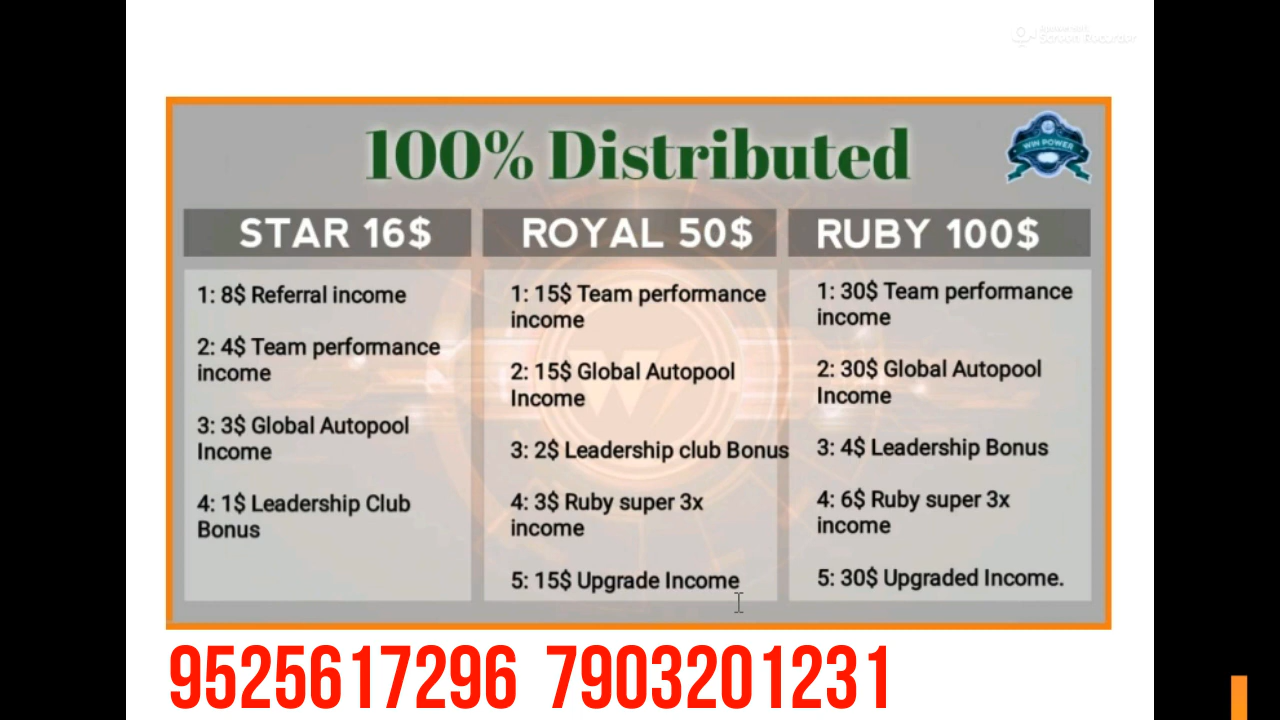 Screen Recorder
100% Distributed
WIN POWER
STAR 16$
1: 8$ Referral income
2: 4$ Team performance
income
3: 3$ Global Autopool
Income
4: 1$ Leadership Club
Bonus
ROYAL 50$
1: 15$ Team performance
income
2: 15$ Global Autopool
Income
3: 2$ Leadership club Bonus
4: 3$ Ruby super 3x
income
5: 15$ Upgrade Income
RUBY 100$
1: 30$ Team performance
income
2: 30$ Global Autopool
Income
3: 4$ Leadership Bonus
4: 6$ Ruby super 3x
income
5: 30$ Upgraded Income.
9525617296 7903201231